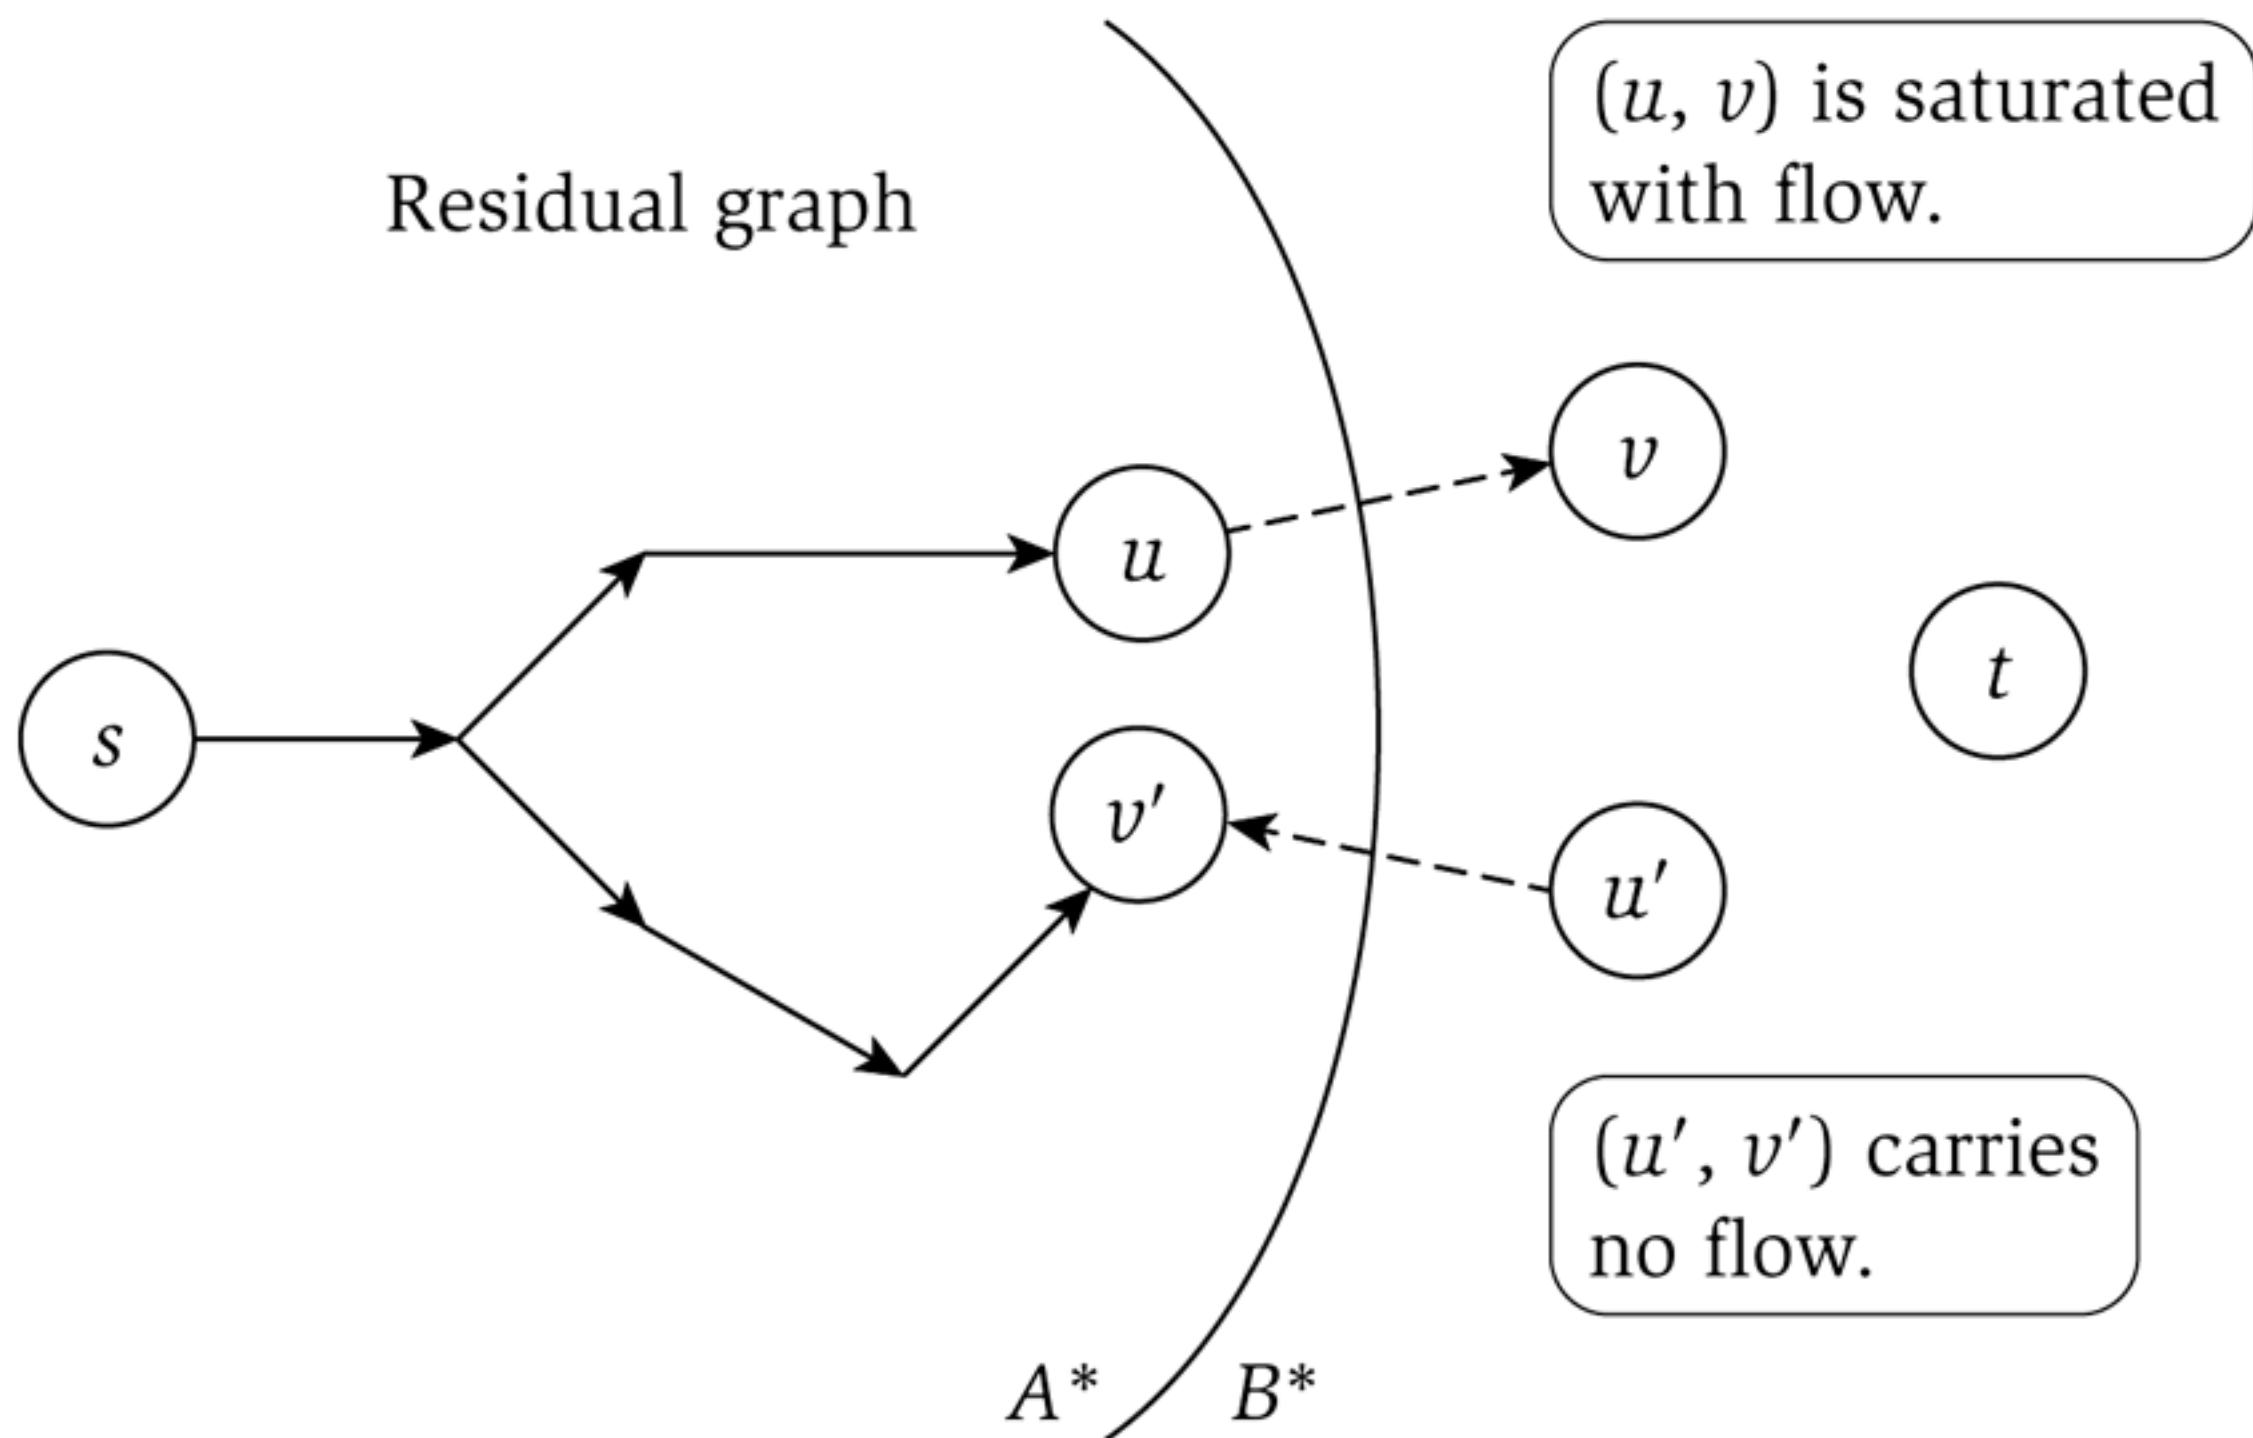 (u, v) is saturated
with flow.
Residual graph
v
u
t
s
v′
u′
(u′, v′) carries
no flow.
A* B*